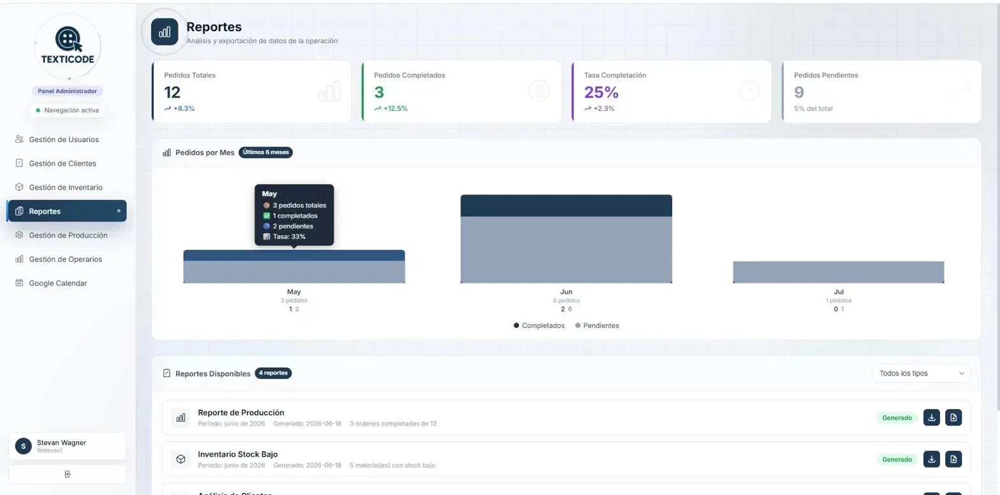 TEXTICODE
Panel Administrador
Navegación activa
Gestión de Usuarios
Gestión de Clientes
Gestión de Inventario
Reportes
Gestión de Producción
Gestión de Operarios
Google Calendar
S
Stevan Wagner
Wstevan1
Reportes
Análisis y exportación de datos de la operación
Pedidos Totales
12
+8.3%
Pedidos Completados
3
+12.5%
Tasa Completación
25%
+2.3%
Pedidos Pendientes
9
5% del total
Pedidos por Mes Últimos 6 meses
May
3 pedidos totales
1 completados
2 pendientes
Tasa: 33%
May
3 pedidos
1 2
Jun
8 pedidos
2 6
Jul
1 pedidos
0 1
Completados Pendientes
Reportes Disponibles 4 reportes
Todos los tipos
Reporte de Producción
Período: junio de 2026 Generado: 2026-06-18 3 órdenes completadas de 12
Generado
Inventario Stock Bajo
Período: junio de 2026 Generado: 2026-06-18 5 material(es) con stock bajo
Generado
Análisis de Clientes